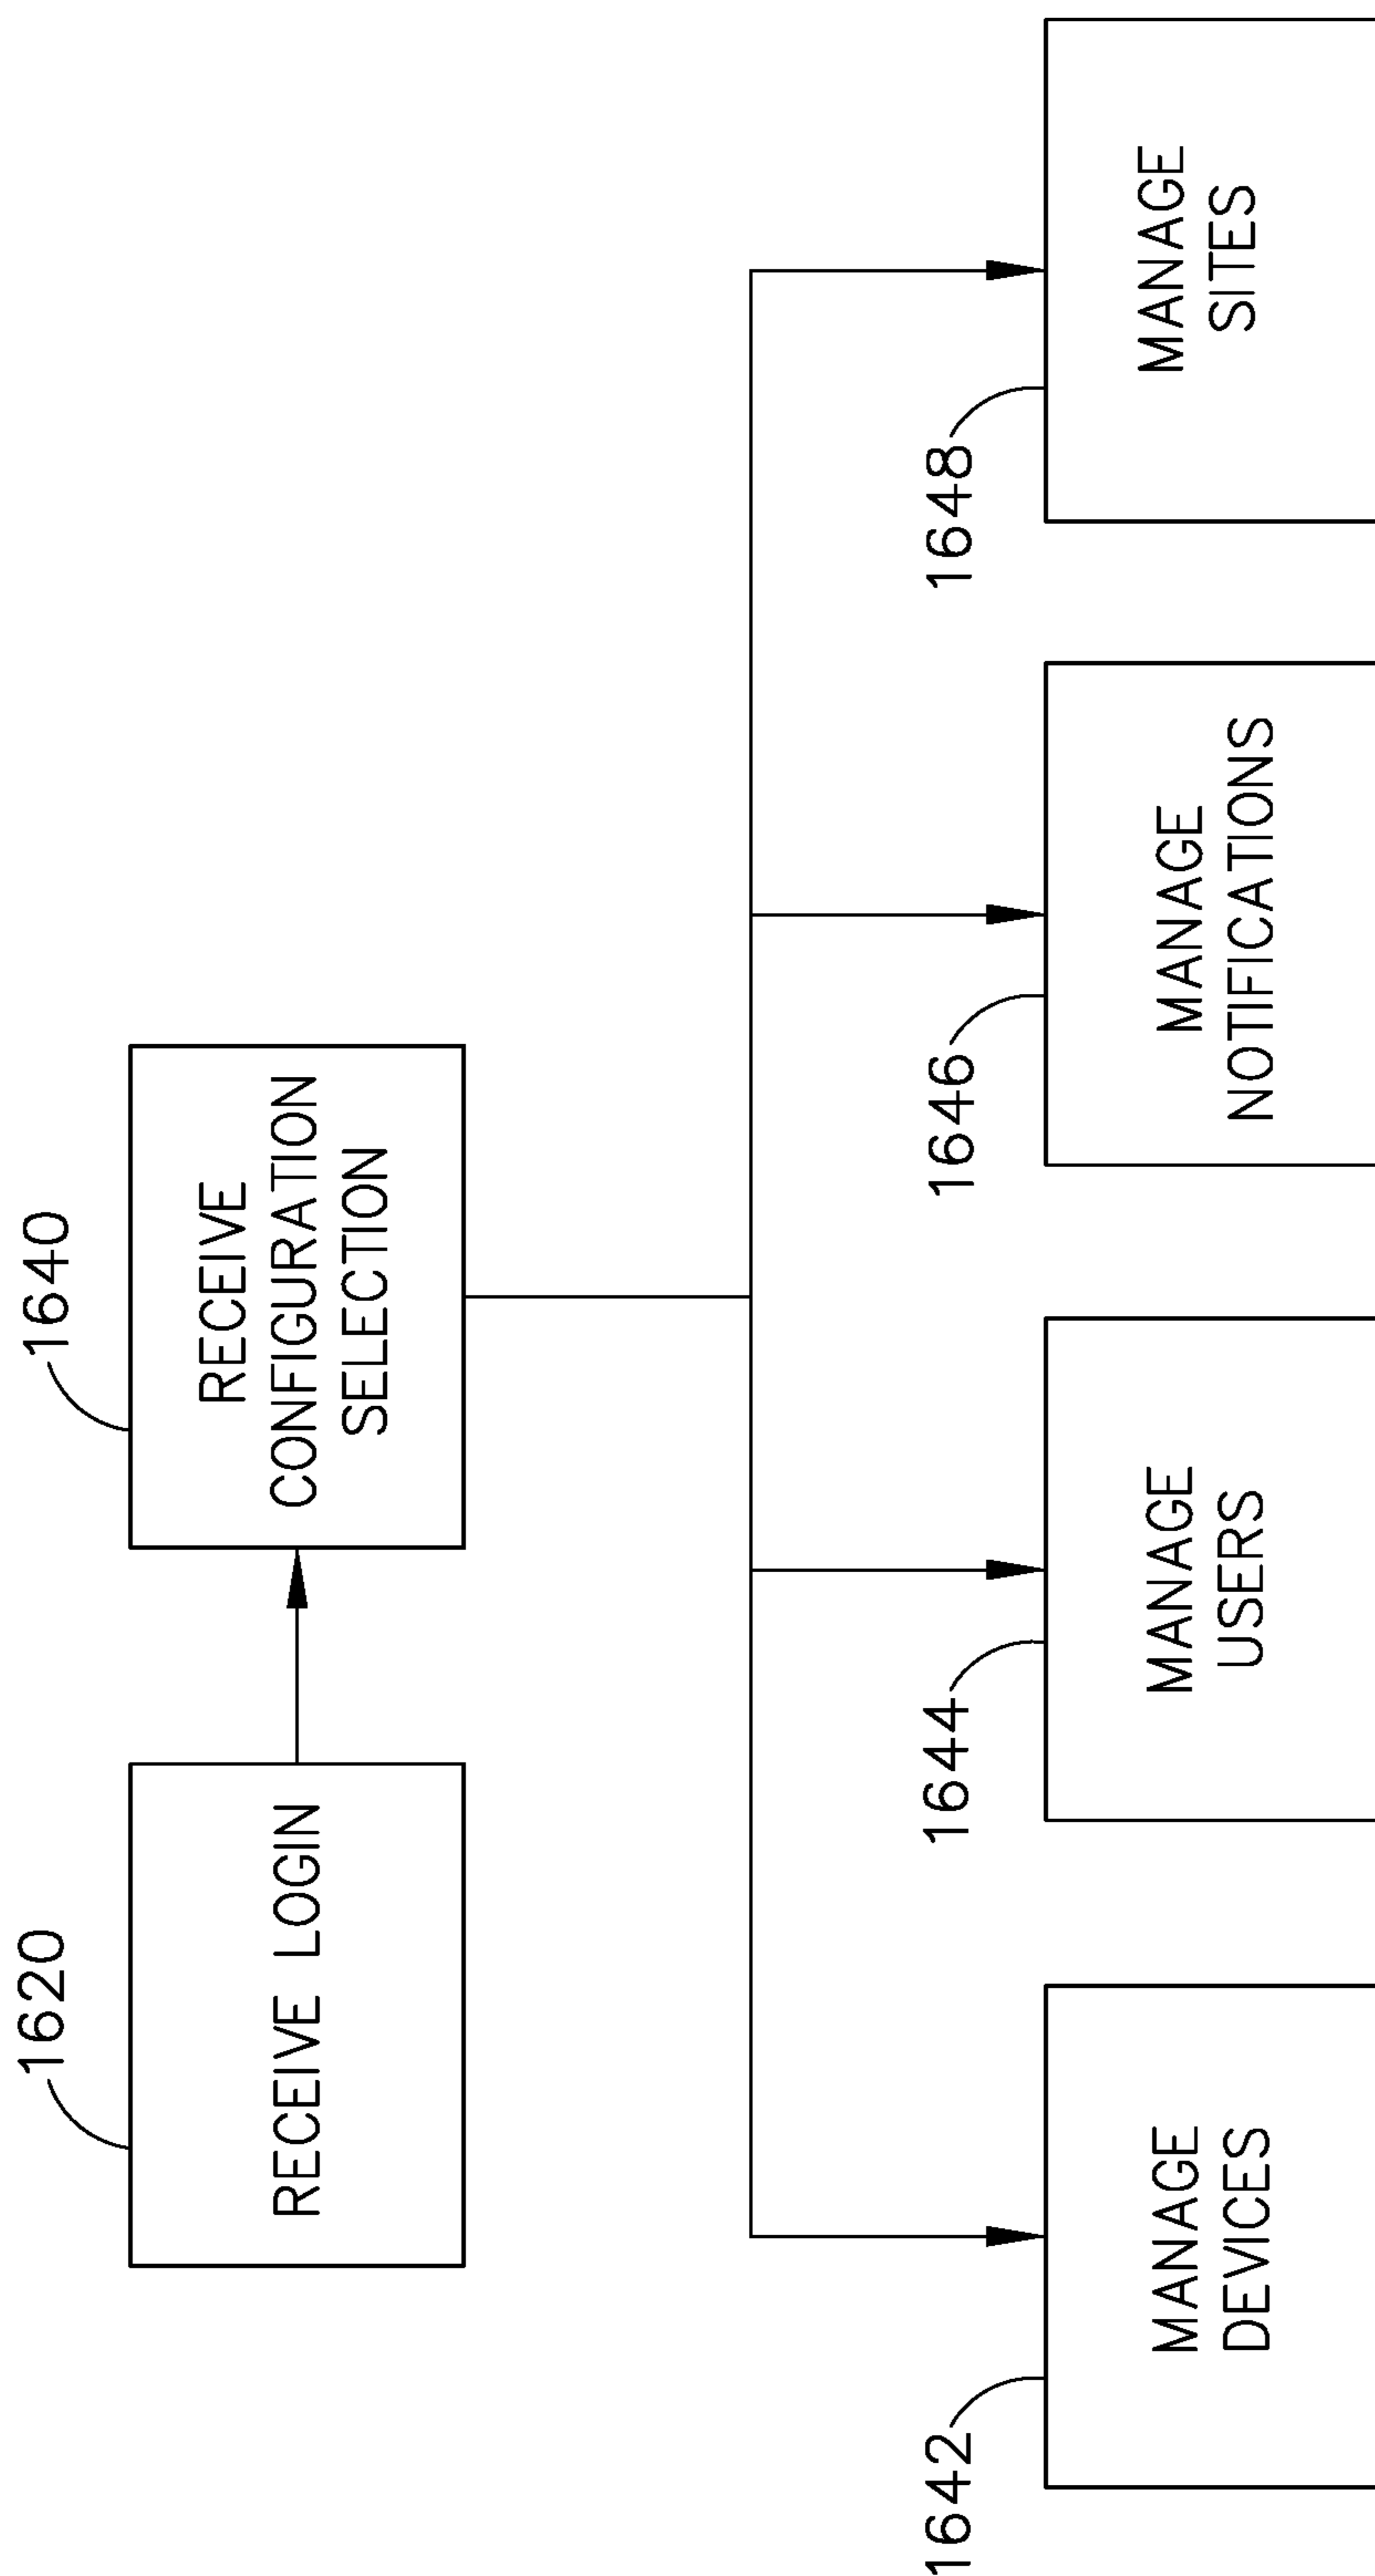 1620
RECEIVE LOGIN
1640
RECEIVE
CONFIGURATION
SELECTION
1642
MANAGE
DEVICES
1644
MANAGE
USERS
1646
MANAGE
NOTIFICATIONS
1648
MANAGE
SITES